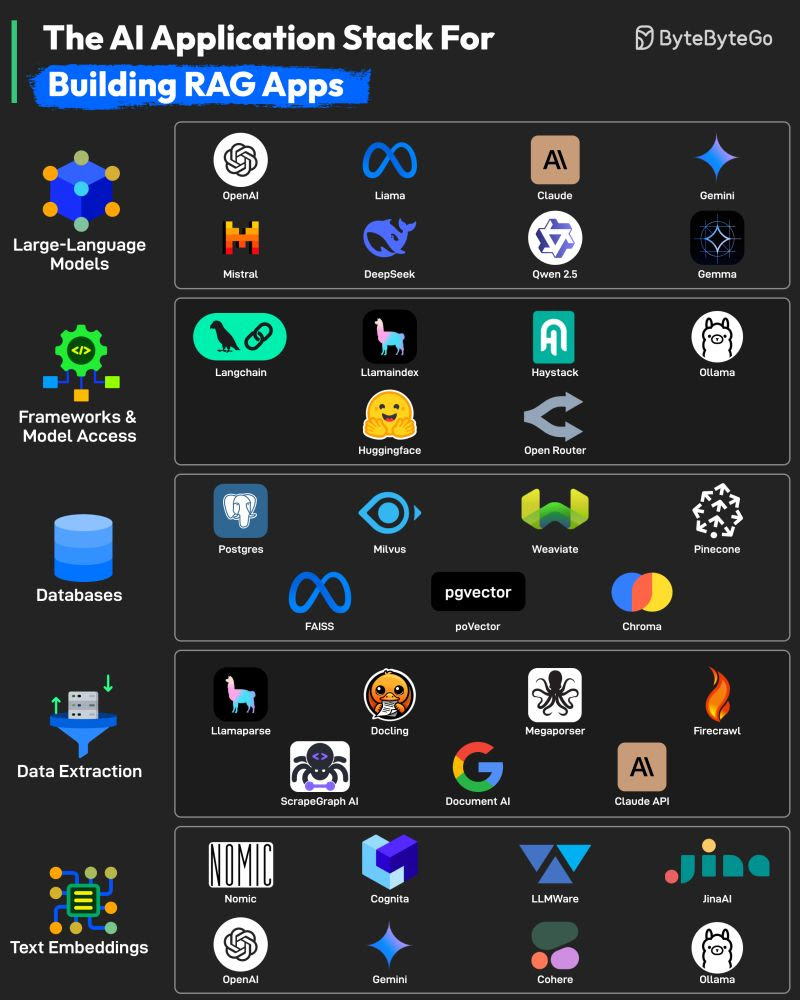 The AI Application Stack For
Building RAG Apps
ByteByteGo
Large-Language
Models
OpenAI
Liama
Claude
Gemini
Mistral
DeepSeek
Qwen 2.5
Gemma
Frameworks &
Model Access
</>
Langchain
Llamaindex
Haystack
Ollama
Huggingface
Open Router
Databases
Postgres
Milvus
Weaviate
Pinecone
FAISS
pgvector
poVector
Chroma
Data Extraction
Llamaparse
Docling
Megaporser
Firecrawl
<>
ScrapeGraph AI
Document AI
Claude API
Text Embeddings
NOMIC
Nomic
Cognita
LLMWare
Jina
JinaAI
OpenAI
Gemini
Cohere
Ollama